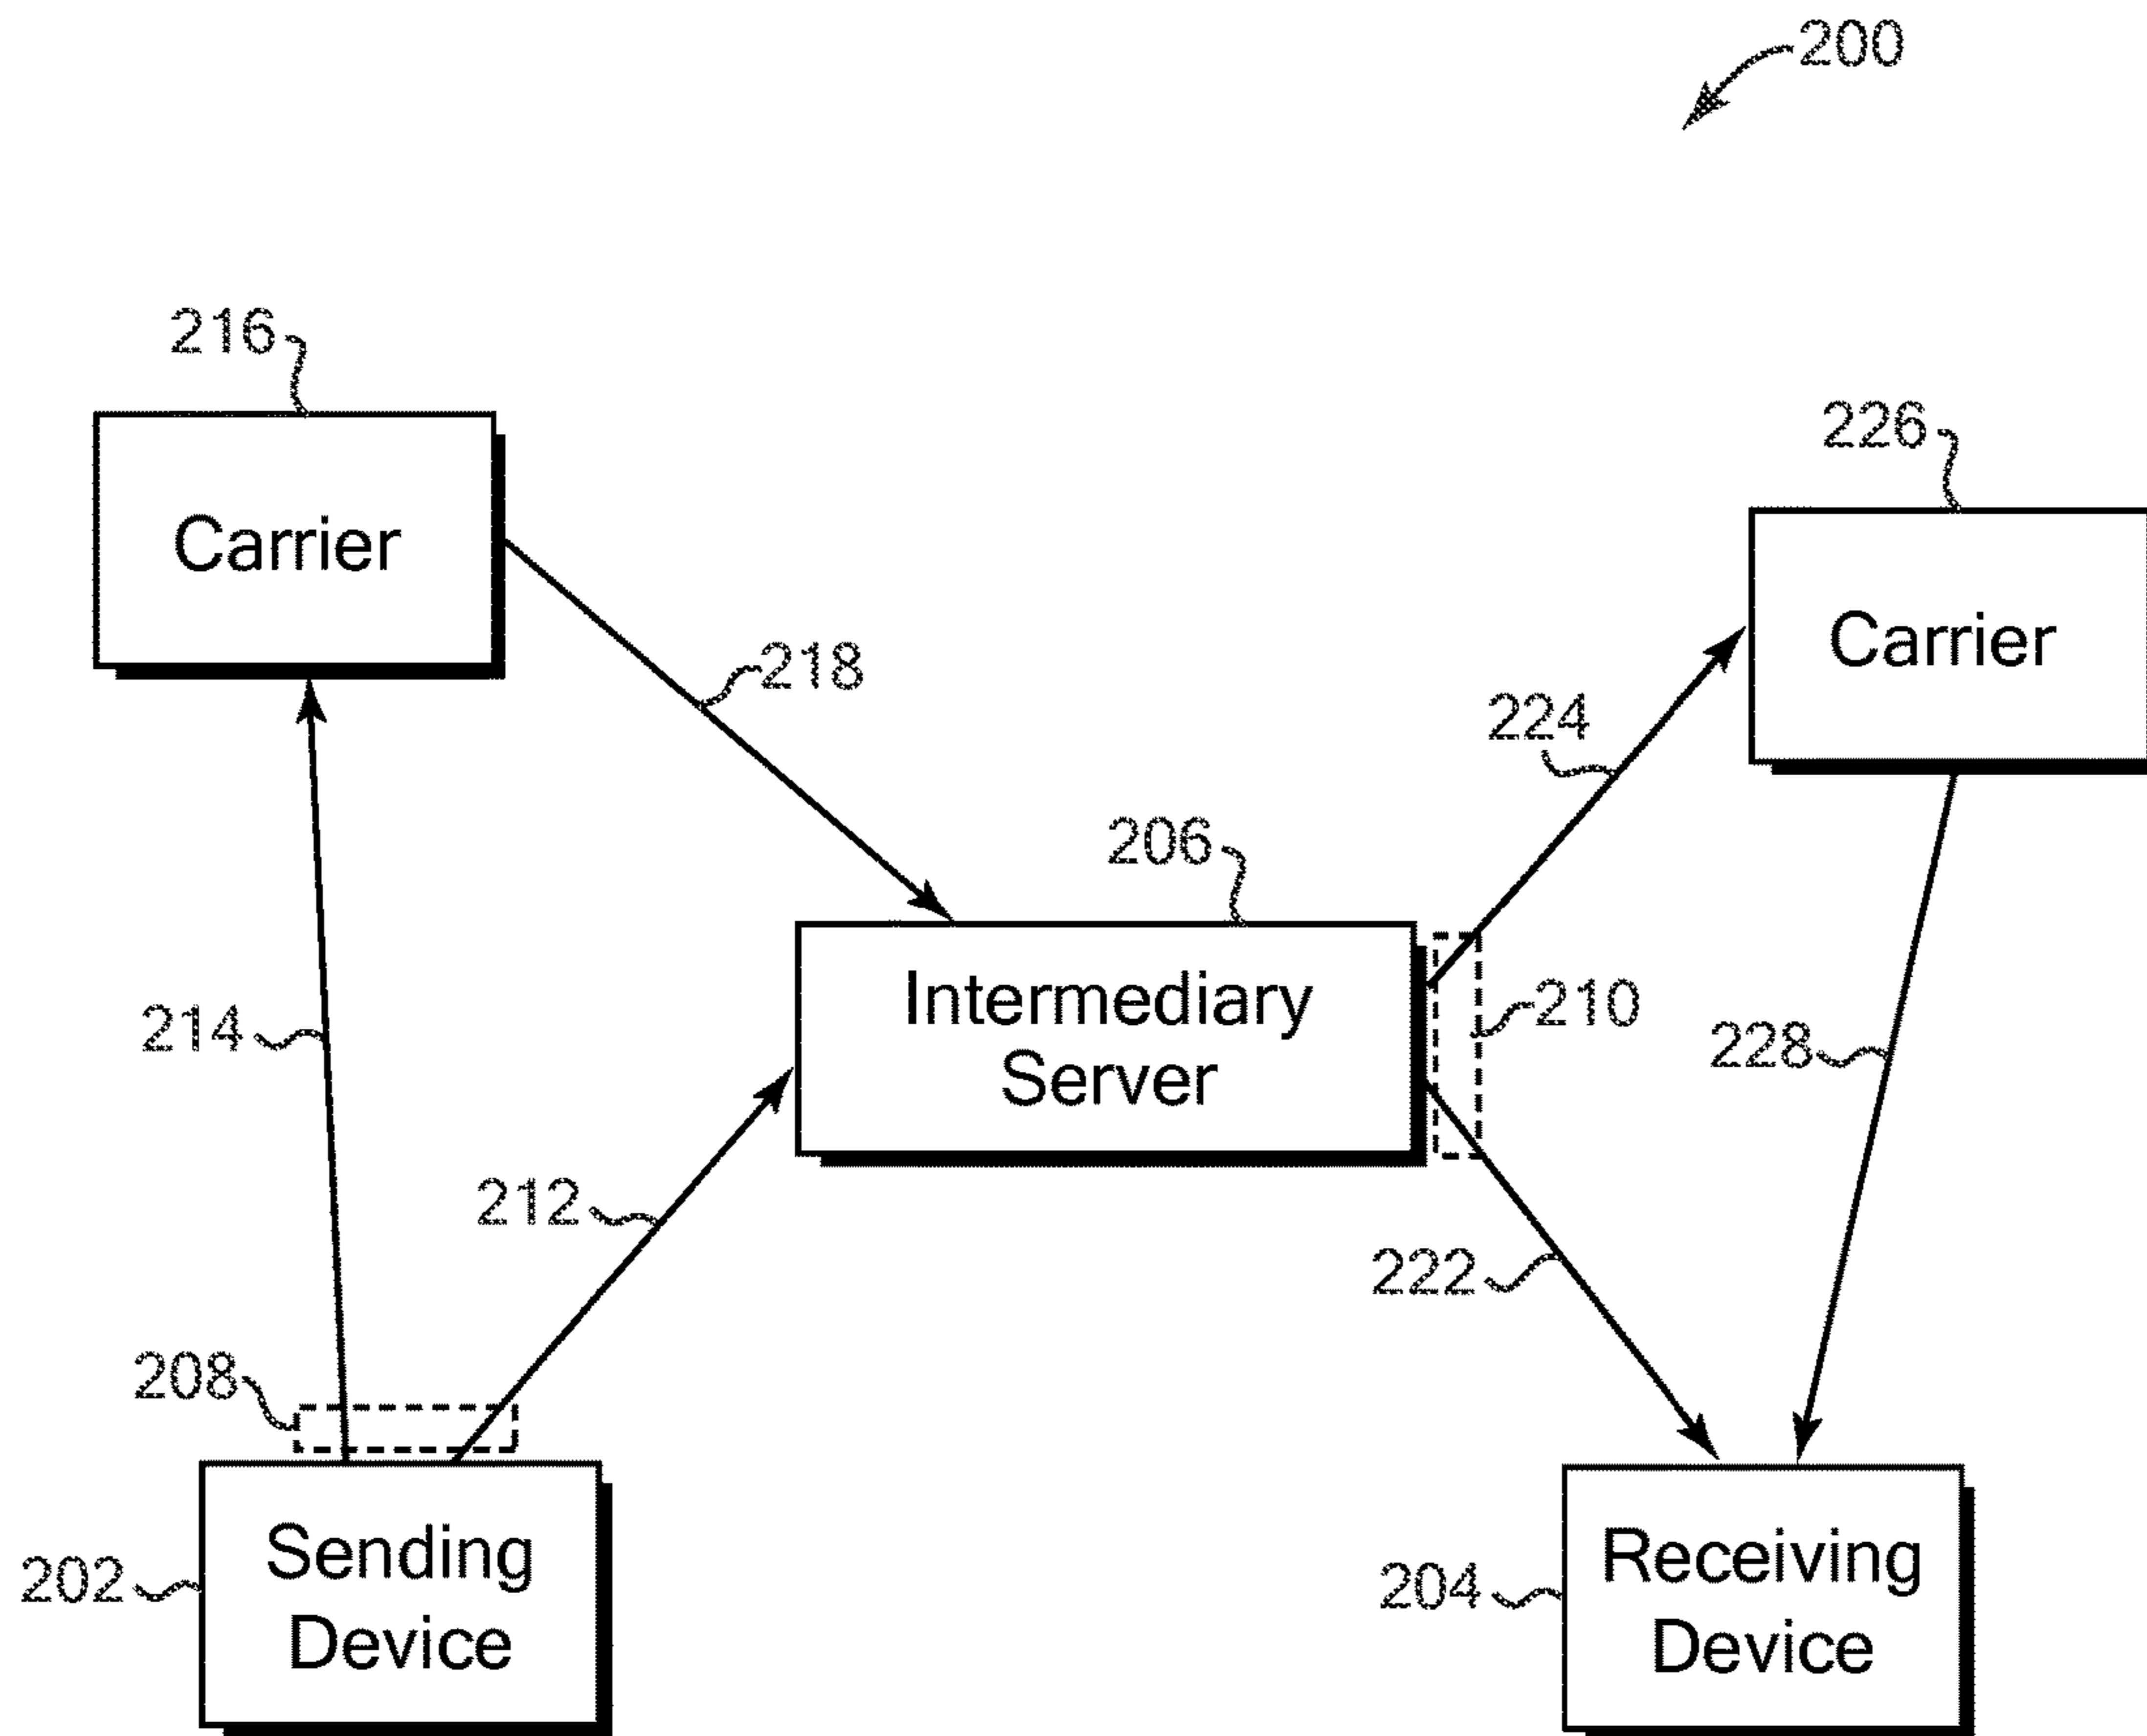 200
216
Carrier
226
Carrier
218
224
206
Intermediary
Server
210
214
228
212
222
208
Sending
Device
202
Receiving
Device
204